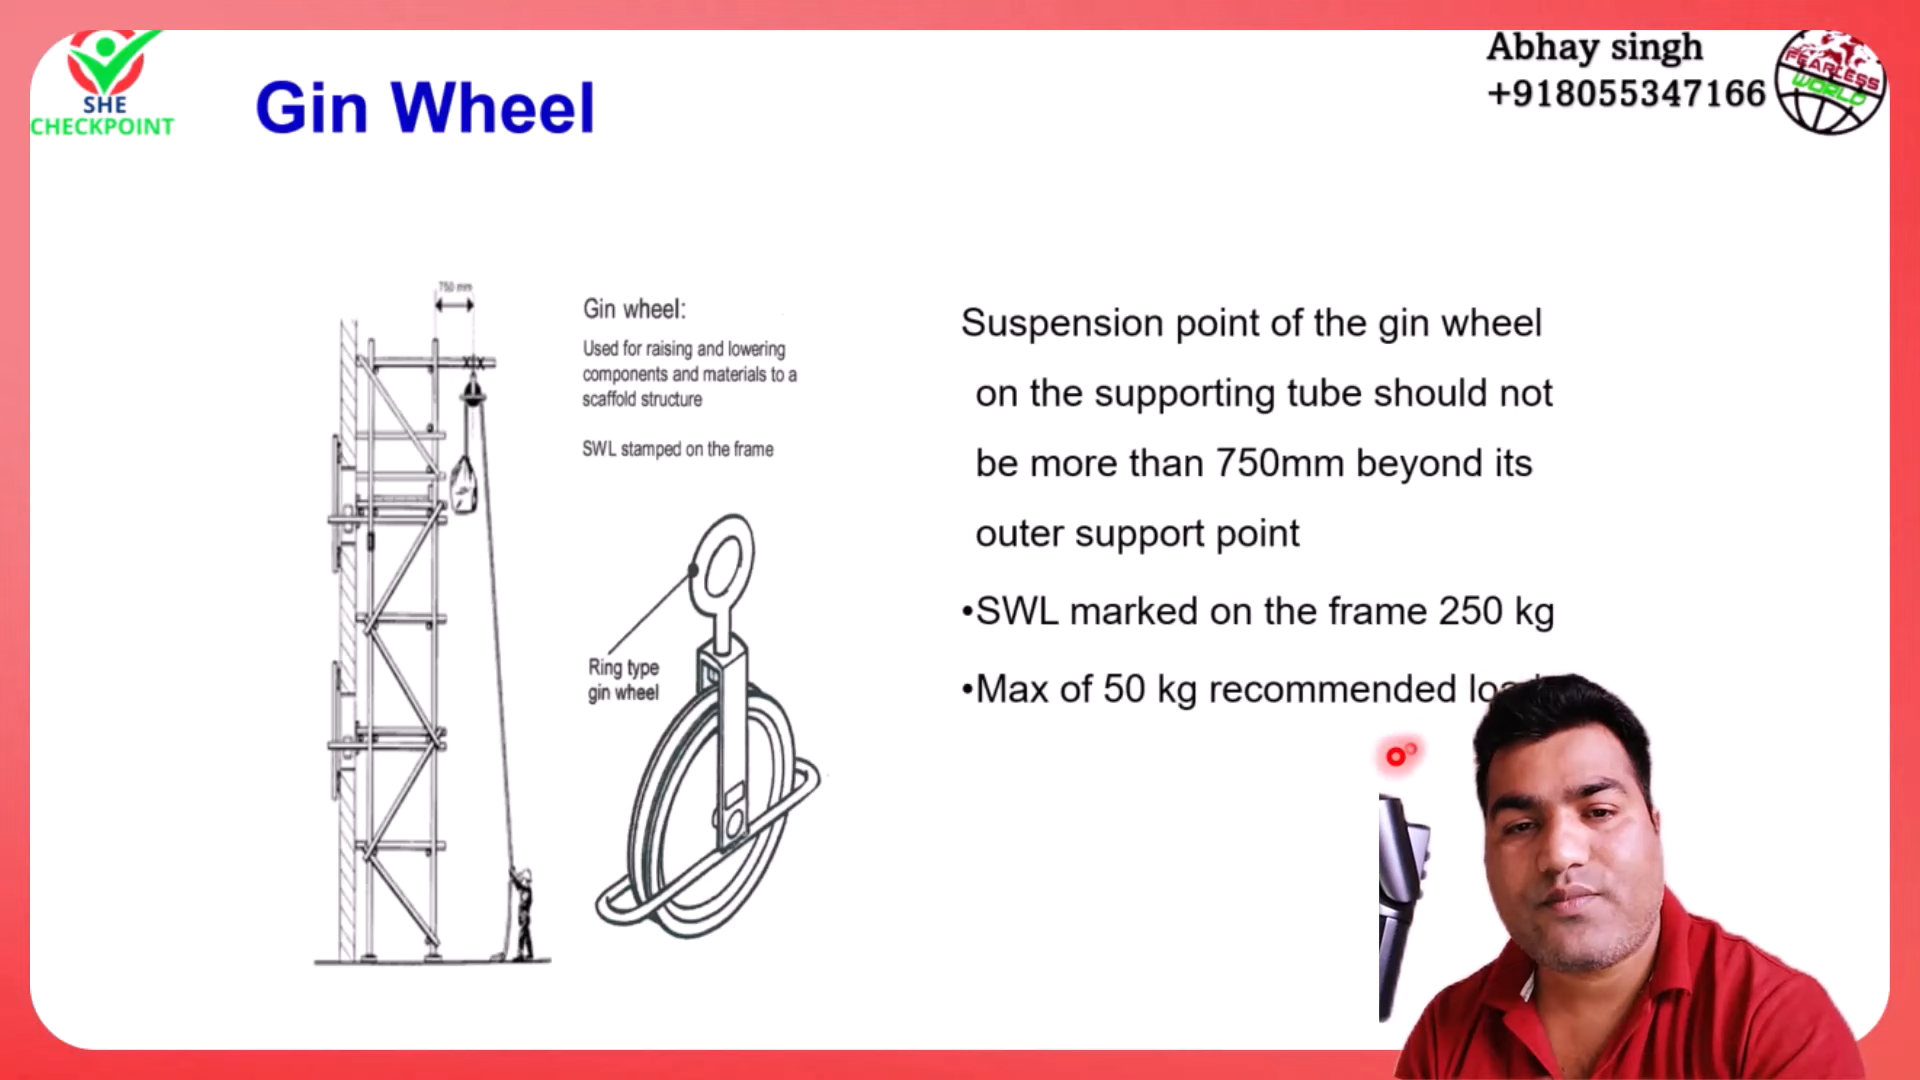 SHE
CHECKPOINT
Gin Wheel
Abhay singh
+918055347166
FEARLESS
WORLD
750 mm
Gin wheel:
Used for raising and lowering
components and materials to a
scaffold structure
SWL stamped on the frame
Ring type
gin wheel
Suspension point of the gin wheel
on the supporting tube should not
be more than 750mm beyond its
outer support point
•SWL marked on the frame 250 kg
•Max of 50 kg recommended